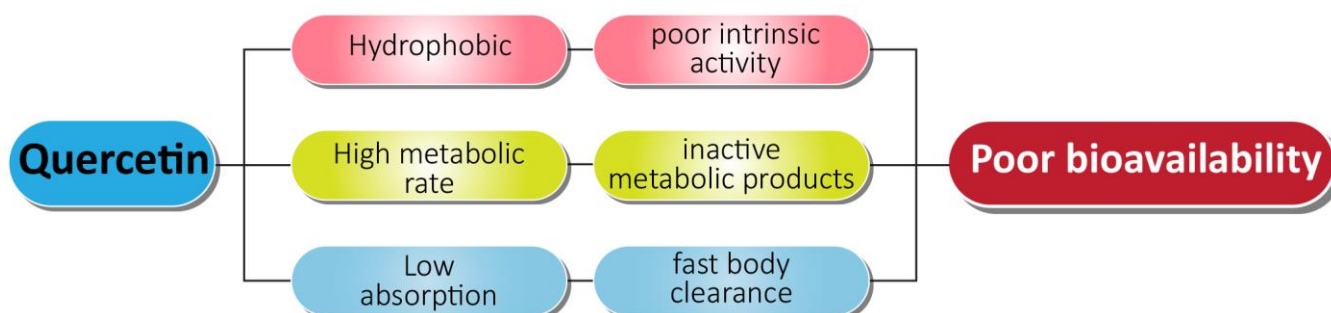 Quercetin
Hydrophobic
poor intrinsic
activity
High metabolic
rate
inactive
metabolic products
Low
absorption
fast body
clearance
Poor bioavailability